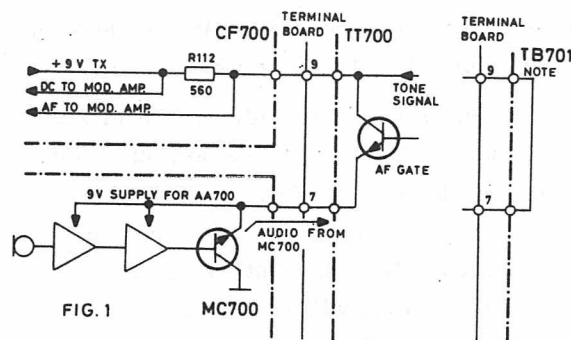 TERMINAL
BOARD
CF700
TT700
TERMINAL
BOARD
TB701
NOTE
+9V TX
R112
560
9
9
DC TO MOD. AMP.
AF TO MOD. AMP.
TONE
SIGNAL
AF GATE
9V SUPPLY FOR AA700
7
7
AUDIO FROM
MC700
FIG. 1
MC700